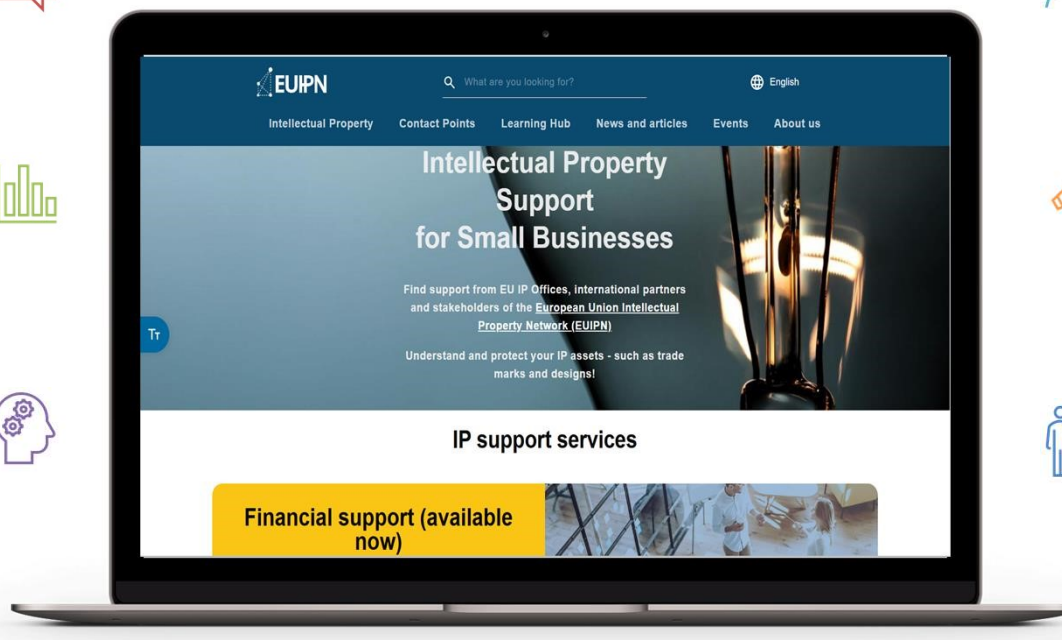 EUIPN
What are you looking for?
English
Intellectual Property Contact Points Learning Hub News and articles Events About us
Intellectual Property
Support
for Small Businesses
Find support from EU IP Offices, international partners
and stakeholders of the European Union Intellectual
Property Network (EUIPN)
Understand and protect your IP assets - such as trade
marks and designs!
TT
IP support services
Financial support (available
now)